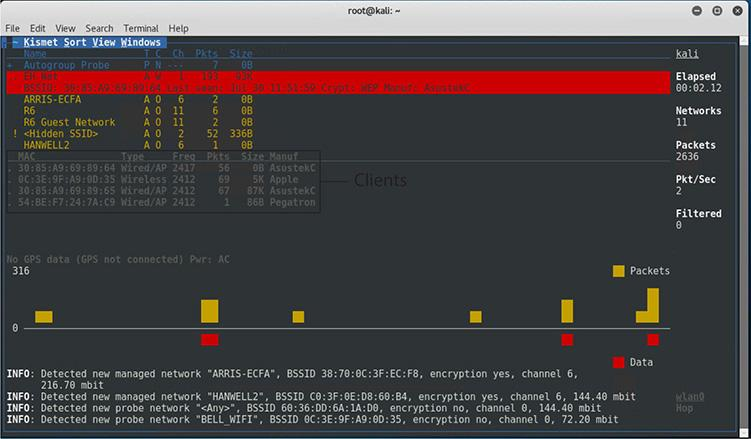 root@kali: ~
File Edit View Search Terminal Help
~ Kismet Sort View Windows
Name T C Ch Pkts Size
+ Autogroup Probe P N -- 7 0B
. EH Net A W 1 193 93K
BSSID: 30:85:A9:69:89:64 Last seen: Jul 30 11:51:59 Crypt: WEP Manuf: AsustekC
ARRIS-ECFA A O 6 2 0B
R6 A O 11 6 0B
R6 Guest Network A O 11 2 0B
! <Hidden SSID> A O 2 52 336B
HANWELL2 A O 6 1 0B
MAC Type Freq Pkts Size Manuf
. 30:85:A9:69:89:64 Wired/AP 2417 56 0B AsustekC
. 0C:3E:9F:A9:0D:35 Wireless 2412 69 5K Apple
. 30:85:A9:69:89:65 Wired/AP 2412 67 87K AsustekC
. 54:BE:F7:24:7A:C9 Wired/AP 2412 1 86B Pegatron
Clients
kali
Elapsed
00:02.12
Networks
11
Packets
2636
Pkt/Sec
2
Filtered
0
No GPS data (GPS not connected) Pwr: AC
316
Packets
0
Data
INFO: Detected new managed network "ARRIS-ECFA", BSSID 38:70:0C:3F:EC:F8, encryption yes, channel 6,
216.70 mbit
INFO: Detected new managed network "HANWELL2", BSSID C0:3F:0E:D8:60:B4, encryption yes, channel 6, 144.40 mbit
INFO: Detected new probe network "<Any>", BSSID 60:36:DD:6A:1A:D0, encryption no, channel 0, 144.40 mbit
INFO: Detected new probe network "BELL_WIFI", BSSID 0C:3E:9F:A9:0D:35, encryption no, channel 0, 72.20 mbit
wlan0
Hop